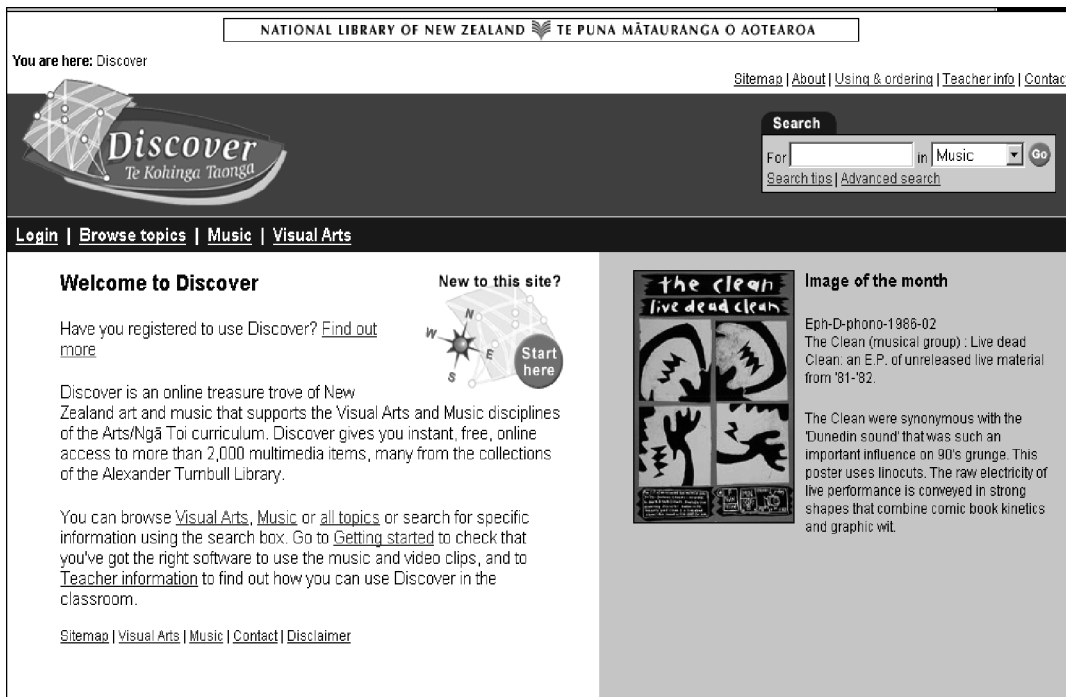 NATIONAL LIBRARY OF NEW ZEALAND TE PUNA MĀTAURANGA O AOTEAROA
You are here: Discover
Sitemap | About | Using & ordering | Teacher info | Contac
Discover
Te Kohinga Taonga
Search
For in Music Go
Search tips | Advanced search
Login | Browse topics | Music | Visual Arts
Welcome to Discover
Have you registered to use Discover? Find out
more
New to this site?
N
W
E
S
Start
here
Discover is an online treasure trove of New
Zealand art and music that supports the Visual Arts and Music disciplines
of the Arts/Ngā Toi curriculum. Discover gives you instant, free, online
access to more than 2,000 multimedia items, many from the collections
of the Alexander Turnbull Library.
You can browse Visual Arts, Music or all topics or search for specific
information using the search box. Go to Getting started to check that
you've got the right software to use the music and video clips, and to
Teacher information to find out how you can use Discover in the
classroom.
Sitemap | Visual Arts | Music | Contact | Disclaimer
the clean
live dead clean
Image of the month
Eph-D-phono-1986-02
The Clean (musical group) : Live dead
Clean: an E.P. of unreleased live material
from '81-'82.
The Clean were synonymous with the
'Dunedin sound' that was such an
important influence on 90's grunge. This
poster uses linocuts. The raw electricity of
live performance is conveyed in strong
shapes that combine comic book kinetics
and graphic wit.